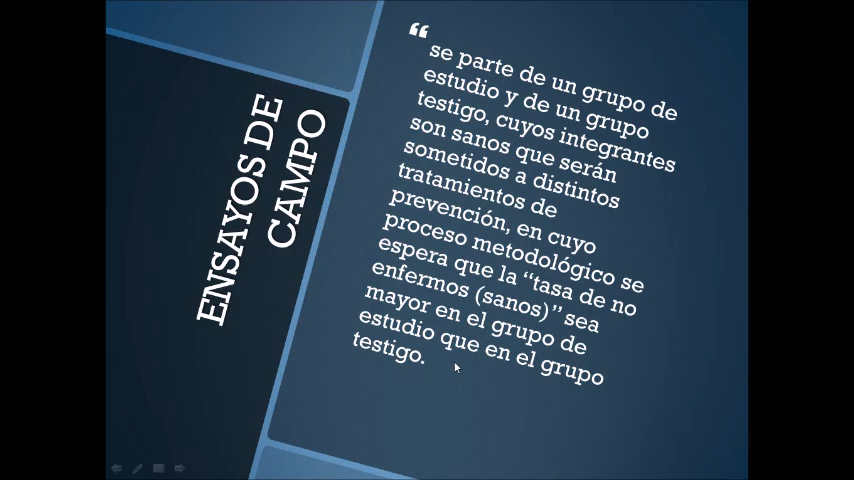 ENSAYOS DE
CAMPO
“
se parte de un grupo de
estudio y de un grupo
testigo, cuyos integrantes
son sanos que serán
sometidos a distintos
tratamientos de
prevención, en cuyo
proceso metodológico se
espera que la “tasa de no
enfermos (sanos)” sea
mayor en el grupo de
estudio que en el grupo
testigo.